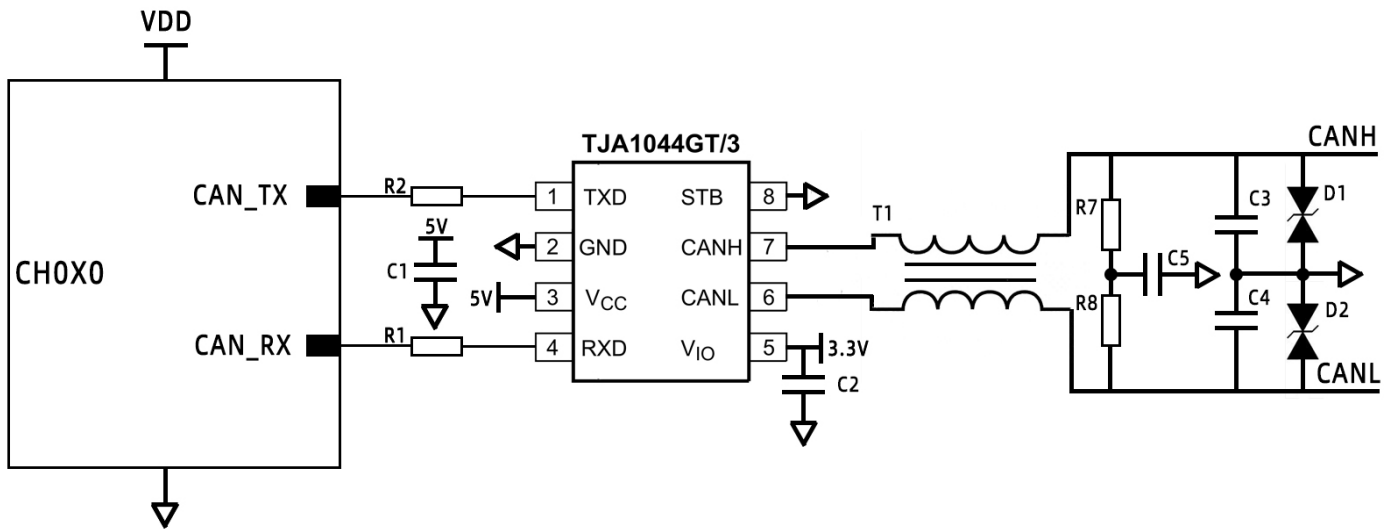 VDD
TJA1044GT/3
CANH
CAN_TX
R2
1
TXD
STB
8
T1
R7
C3
D1
5V
2
GND
CANH
7
C5
CH0X0
C1
5V
3
VCC
CANL
6
R8
C4
D2
CAN_RX
R1
4
RXD
VIO
5
3.3V
C2
CANL